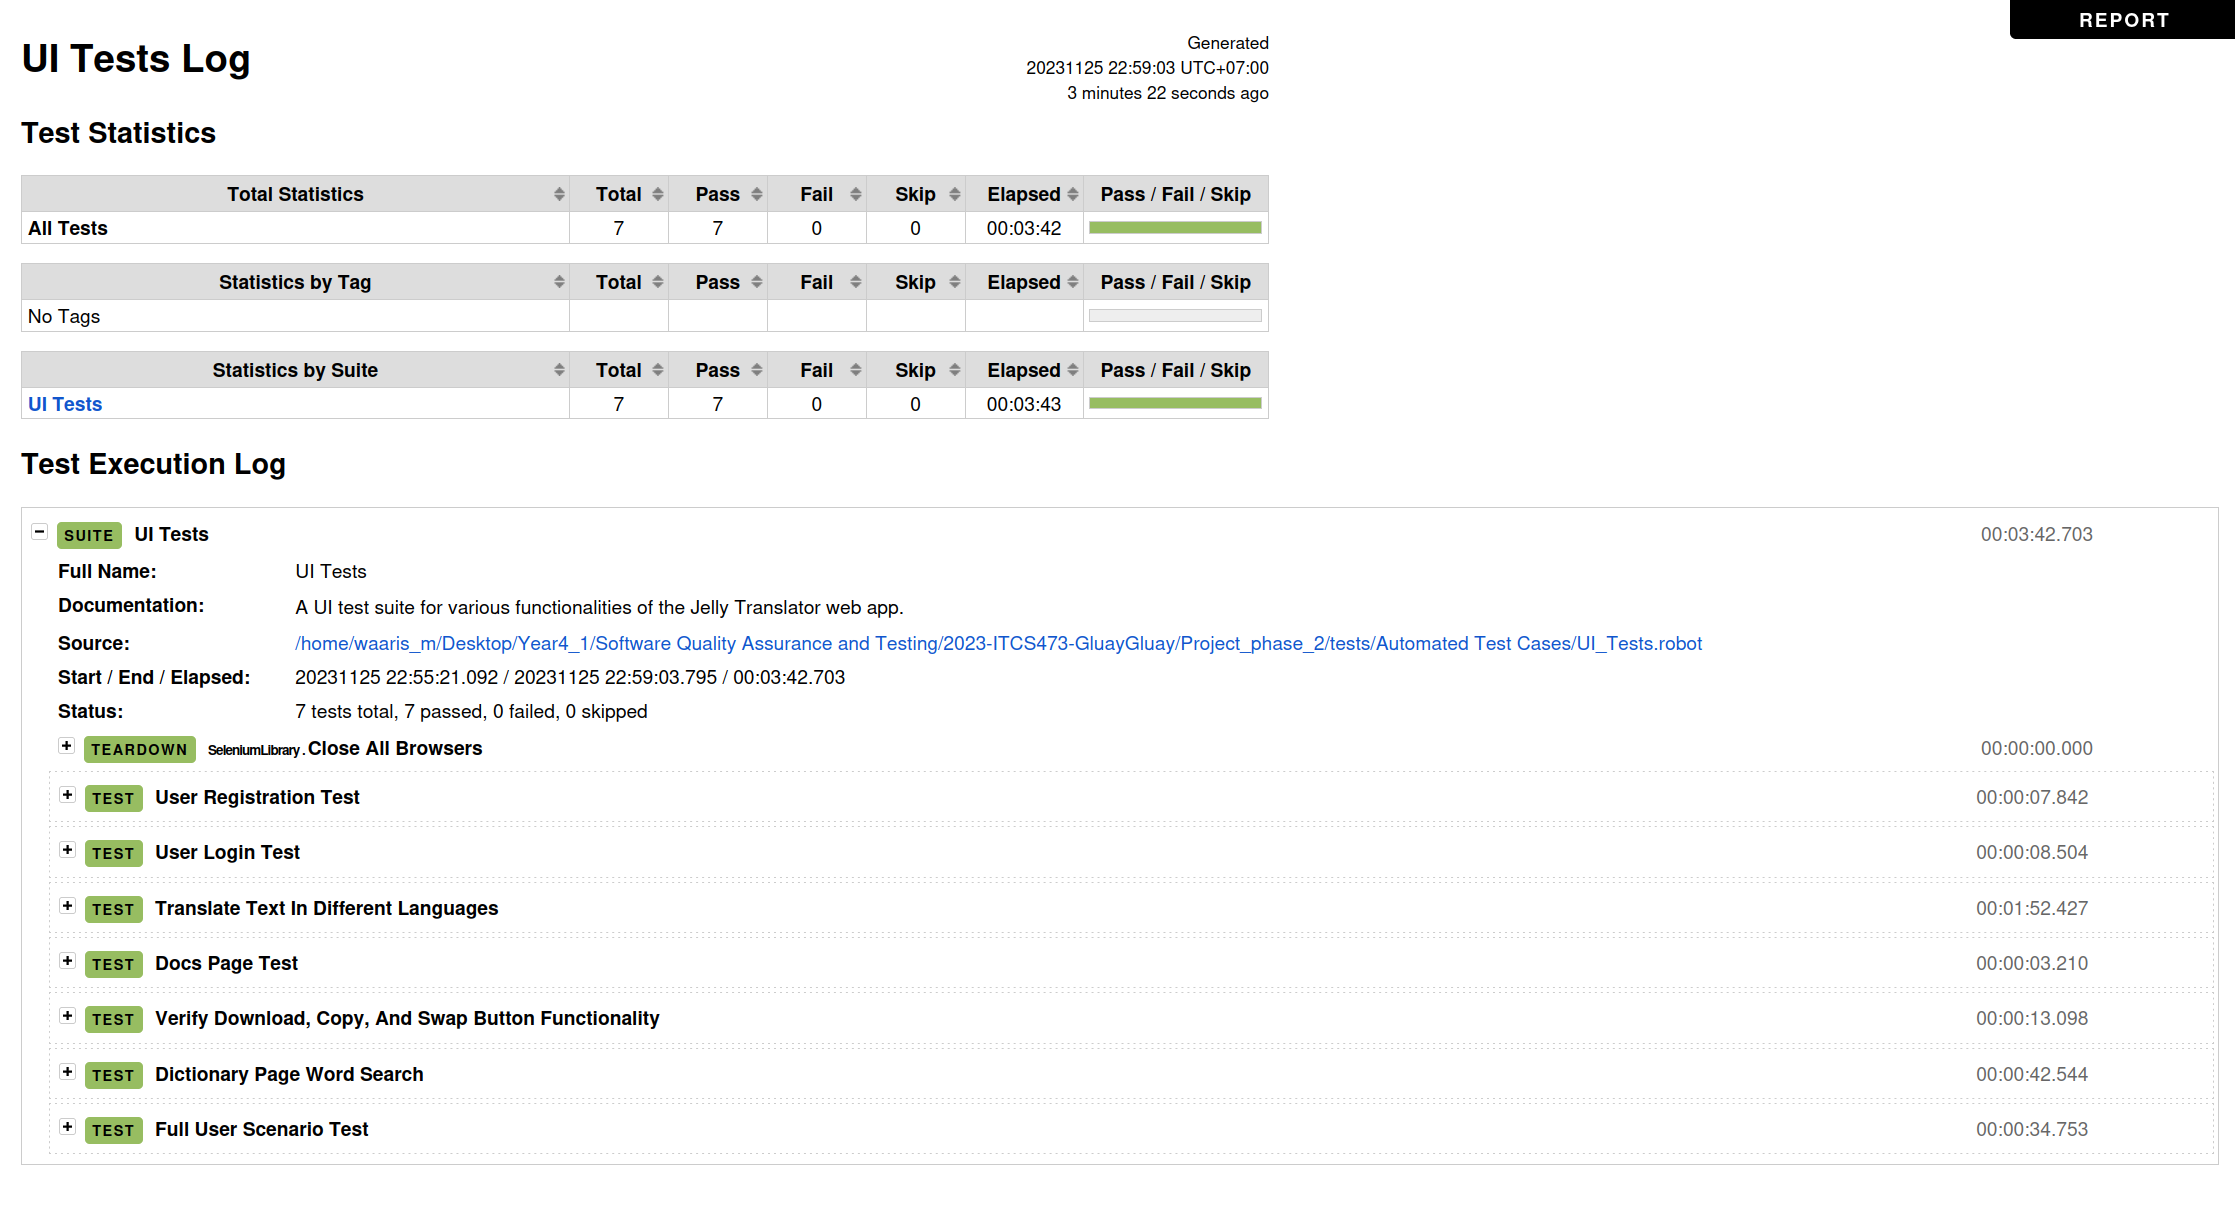 REPORT
UI Tests Log
Generated
20231125 22:59:03 UTC+07:00
3 minutes 22 seconds ago
Test Statistics
Total Statistics Total Pass Fail Skip Elapsed Pass / Fail / Skip
All Tests 7 7 0 0 00:03:42
Statistics by Tag Total Pass Fail Skip Elapsed Pass / Fail / Skip
No Tags
Statistics by Suite Total Pass Fail Skip Elapsed Pass / Fail / Skip
UI Tests 7 7 0 0 00:03:43
Test Execution Log
SUITE UI Tests 00:03:42.703
Full Name: UI Tests
Documentation: A UI test suite for various functionalities of the Jelly Translator web app.
Source: /home/waaris_m/Desktop/Year4_1/Software Quality Assurance and Testing/2023-ITCS473-GluayGluay/Project_phase_2/tests/Automated Test Cases/UI_Tests.robot
Start / End / Elapsed: 20231125 22:55:21.092 / 20231125 22:59:03.795 / 00:03:42.703
Status: 7 tests total, 7 passed, 0 failed, 0 skipped
TEARDOWN SeleniumLibrary.Close All Browsers 00:00:00.000
TEST User Registration Test 00:00:07.842
TEST User Login Test 00:00:08.504
TEST Translate Text In Different Languages 00:01:52.427
TEST Docs Page Test 00:00:03.210
TEST Verify Download, Copy, And Swap Button Functionality 00:00:13.098
TEST Dictionary Page Word Search 00:00:42.544
TEST Full User Scenario Test 00:00:34.753